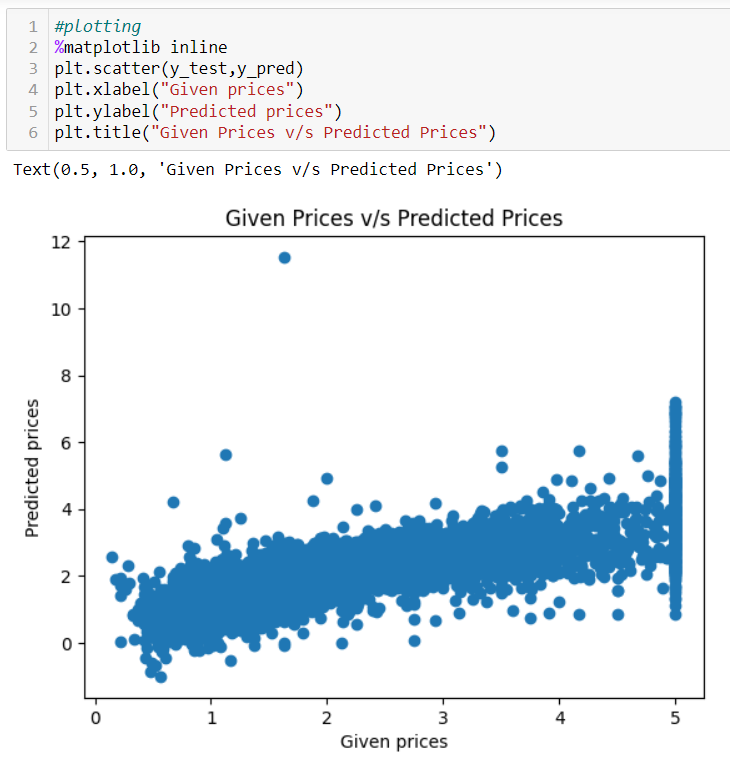 1 #plotting
2 %matplotlib inline
3 plt.scatter(y_test,y_pred)
4 plt.xlabel("Given prices")
5 plt.ylabel("Predicted prices")
6 plt.title("Given Prices v/s Predicted Prices")
Text(0.5, 1.0, 'Given Prices v/s Predicted Prices')
Given Prices v/s Predicted Prices
12
10
8
6
4
2
0
Predicted prices
0 1 2 3 4 5
Given prices